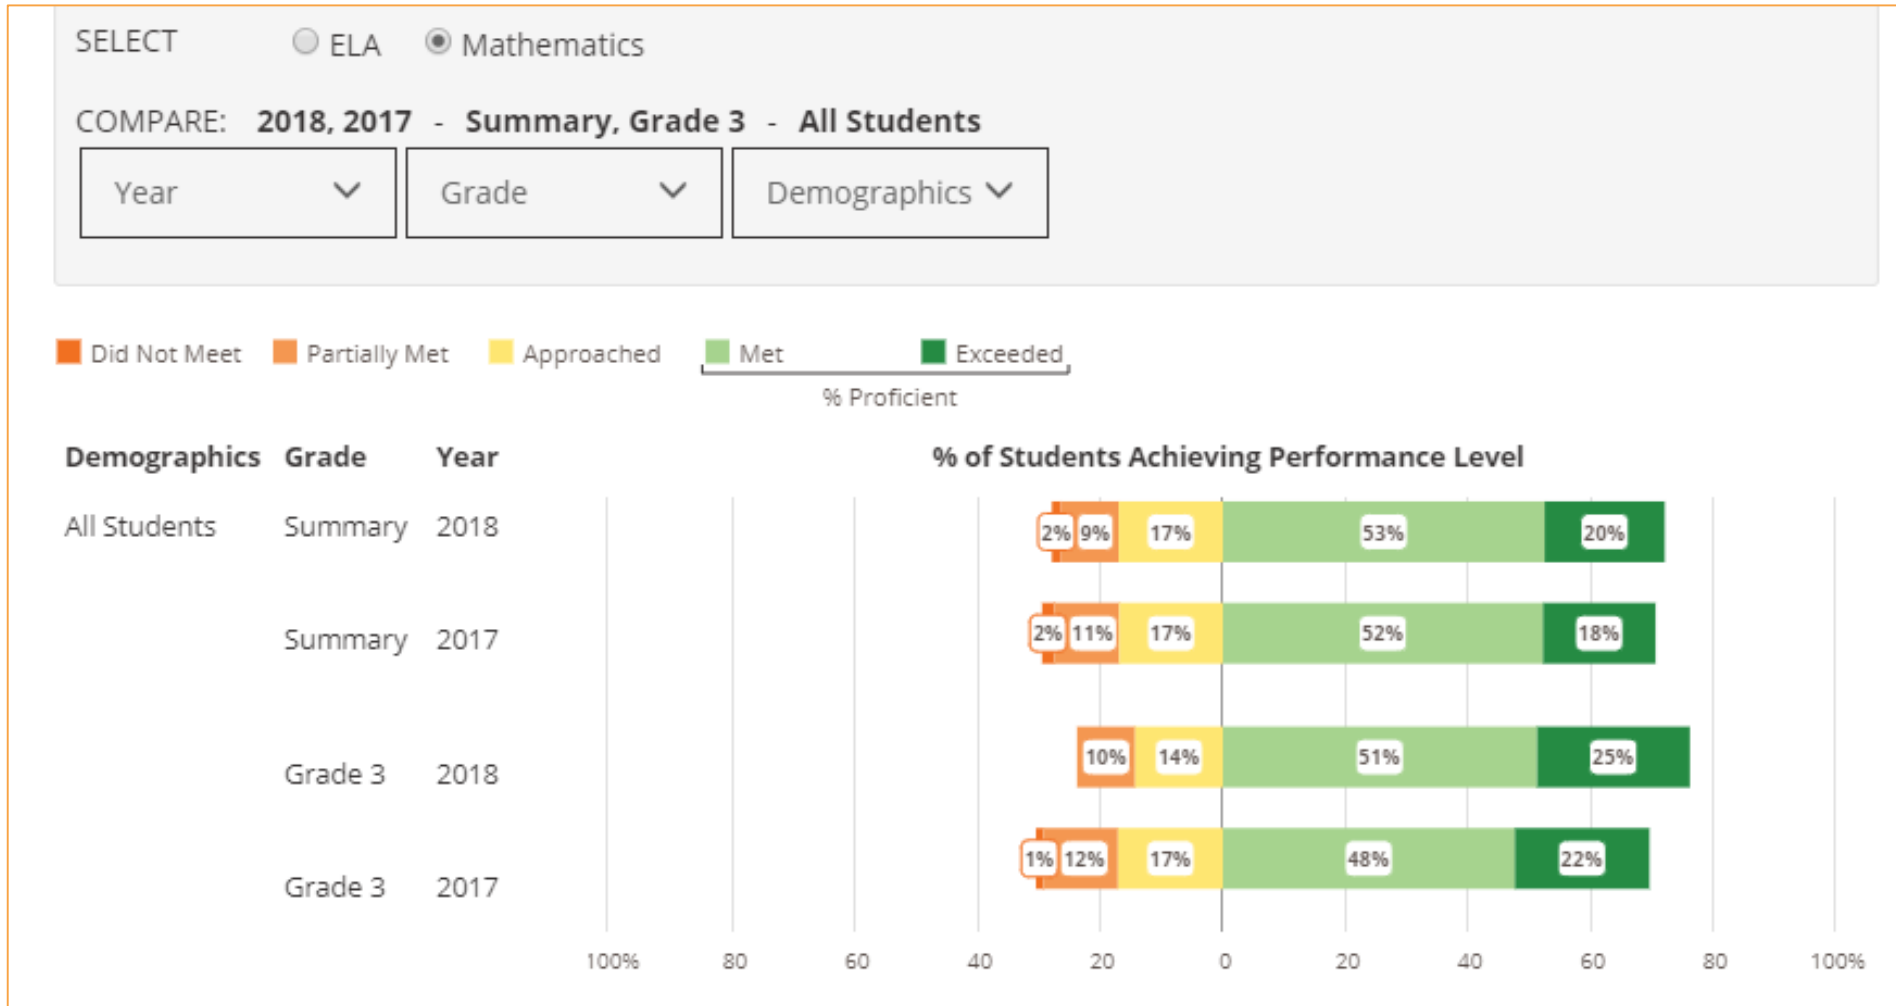 SELECT ELA Mathematics
COMPARE: 2018, 2017 - Summary, Grade 3 - All Students
Year Grade Demographics
Did Not Meet Partially Met Approached Met Exceeded
% Proficient
Demographics Grade Year % of Students Achieving Performance Level
All Students Summary 2018 2% 9% 17% 53% 20%
Summary 2017 2% 11% 17% 52% 18%
Grade 3 2018 10% 14% 51% 25%
Grade 3 2017 1% 12% 17% 48% 22%
100% 80 60 40 20 0 20 40 60 80 100%